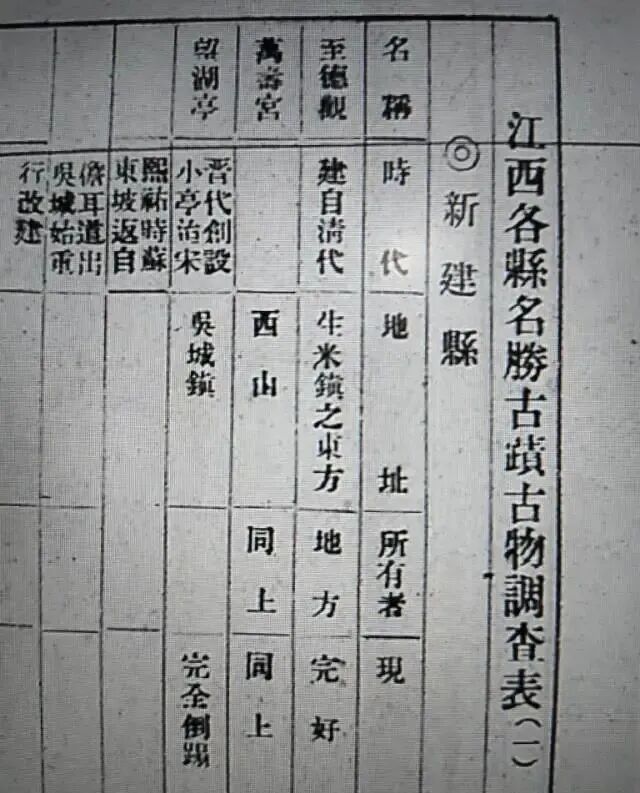 江西各縣名勝古蹟古物調查表(一)
◎新建縣
名稱 時代 地址 所有者 現
至德觀 建自清代 生米鎮之東方 地方 完好
萬壽宮 西山 同上 同上
望湖亭 晋代創設 吳城鎮 完全倒蹋
小亭治宋
熙祐時蘇
東坡返自
儋耳道出
吳城始重
行改建